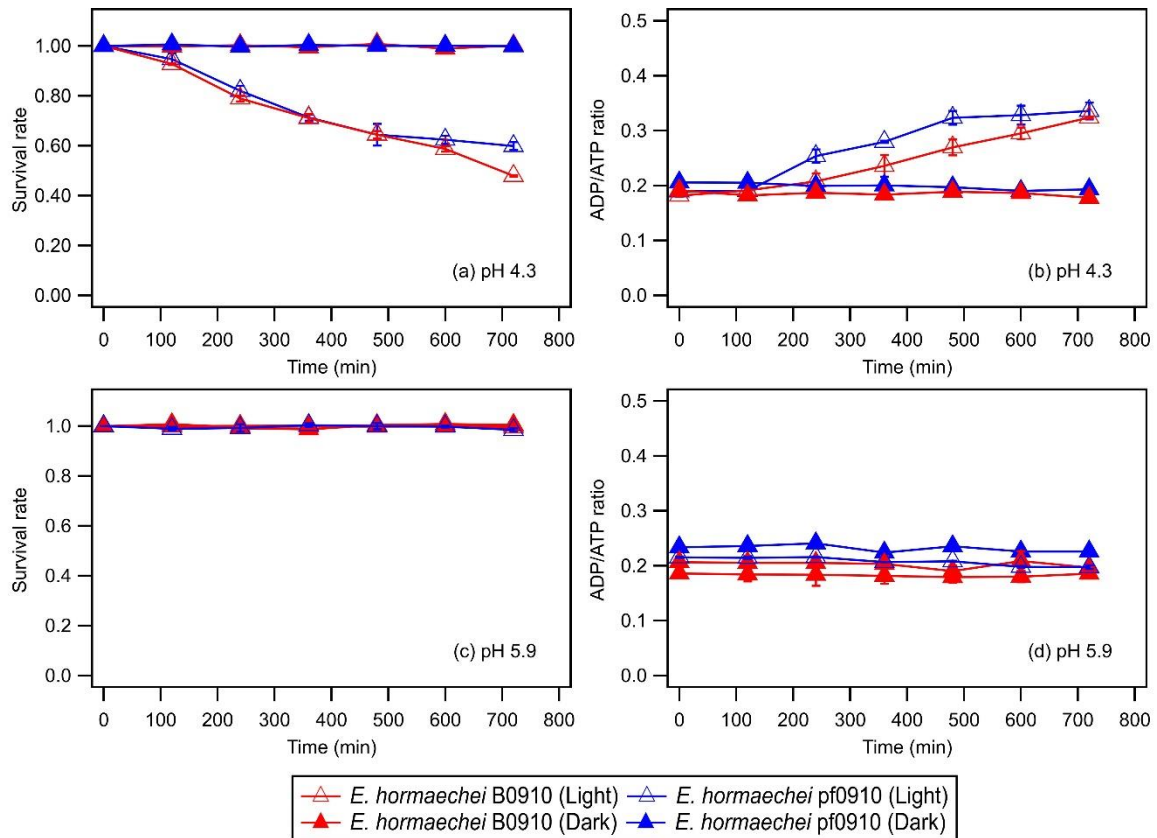 1.00
0.80
0.60
0.40
0.20
0.00
Survival rate
(a) pH 4.3
0 100 200 300 400 500 600 700 800
Time (min)
0.5
0.4
0.3
0.2
0.1
0.0
ADP/ATP ratio
(b) pH 4.3
0 100 200 300 400 500 600 700 800
Time (min)
1.0
0.8
0.6
0.4
0.2
0.0
Survival rate
(c) pH 5.9
0 100 200 300 400 500 600 700 800
Time (min)
0.5
0.4
0.3
0.2
0.1
0.0
ADP/ATP ratio
(d) pH 5.9
0 100 200 300 400 500 600 700 800
Time (min)
E. hormaechei B0910 (Light) E. hormaechei pf0910 (Light)
E. hormaechei B0910 (Dark) E. hormaechei pf0910 (Dark)